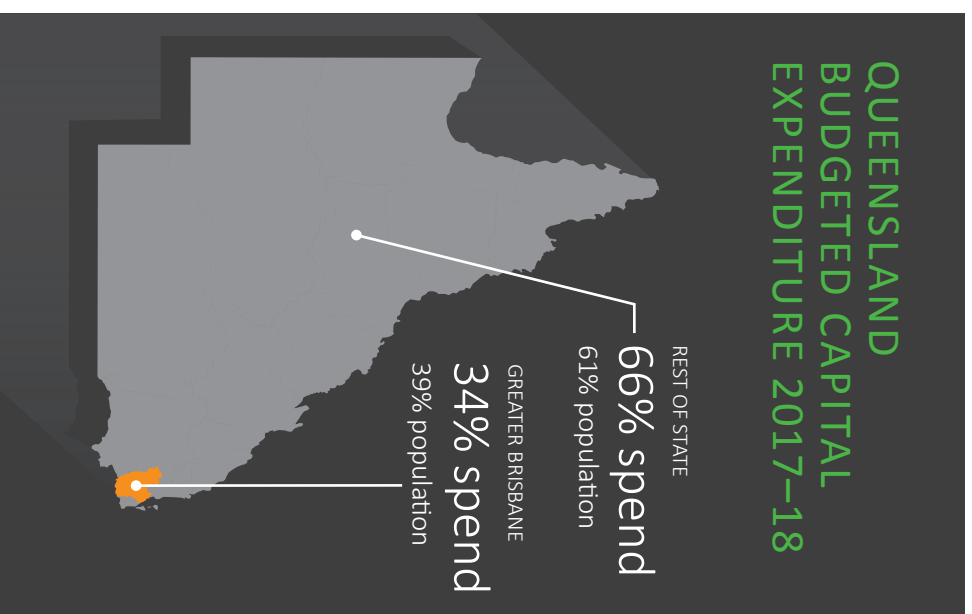 QUEENSLAND
BUDGETED CAPITAL
EXPENDITURE 2017–18
REST OF STATE
66% spend
61% population
GREATER BRISBANE
34% spend
39% population